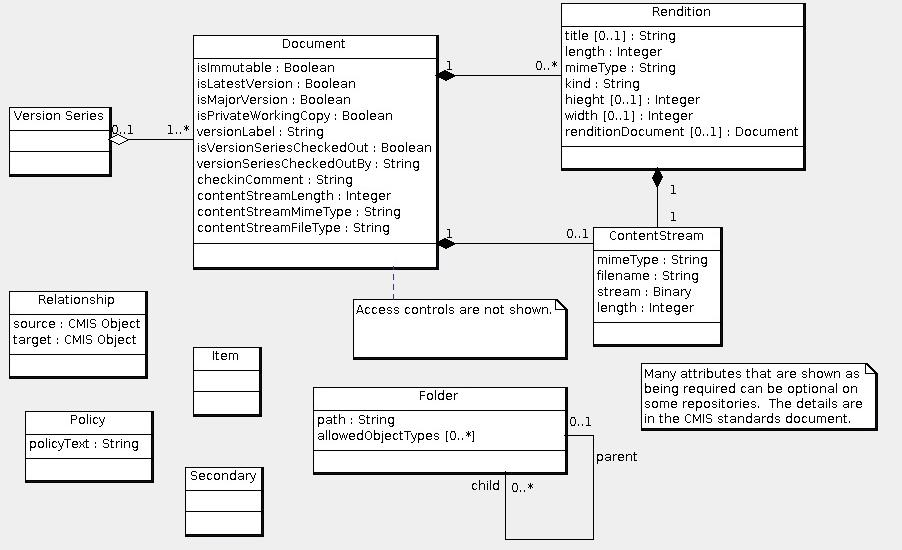 Rendition
title [0..1] : String
length : Integer
mimeType : String
kind : String
hieght [0..1] : Integer
width [0..1] : Integer
renditionDocument [0..1] : Document
Document
isImmutable : Boolean
isLatestVersion : Boolean
isMajorVersion : Boolean
isPrivateWorkingCopy : Boolean
versionLabel : String
isVersionSeriesCheckedOut : Boolean
versionSeriesCheckedOutBy : String
checkinComment : String
contentStreamLength : Integer
contentStreamMimeType : String
contentStreamFileType : String
1
0..*
Version Series
0..1
1..*
1
1
1
0..1
ContentStream
mimeType : String
filename : String
stream : Binary
length : Integer
Relationship
source : CMIS Object
target : CMIS Object
Access controls are not shown.
Item
Many attributes that are shown as
being required can be optional on
some repositories.  The details are
in the CMIS standards document.
Folder
path : String
allowedObjectTypes [0..*]
0..1
parent
child
0..*
Policy
policyText : String
Secondary